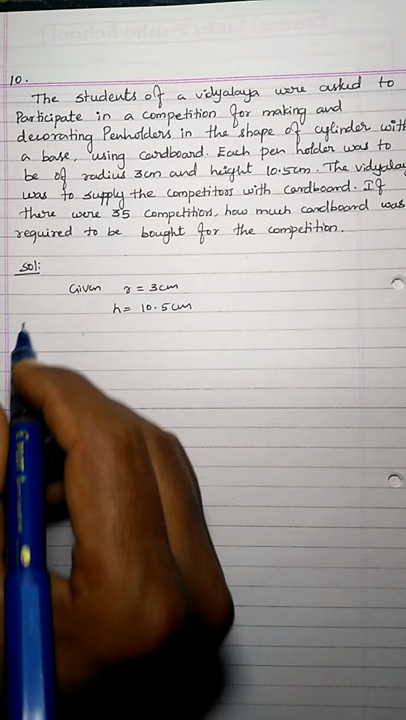 10.
The students of a vidyalaya were asked to
Participate in a competition for making and
decorating Penholders in the shape of cylinder with
a base, using cardboard. Each pen holder was to
be of radius 3cm and height 10.5cm. The vidyalay
was to supply the competitors with cardboard. If
there were 35 competitors, how much cardboard was
required to be bought for the competition.
Sol:
Given r = 3cm
h = 10.5cm